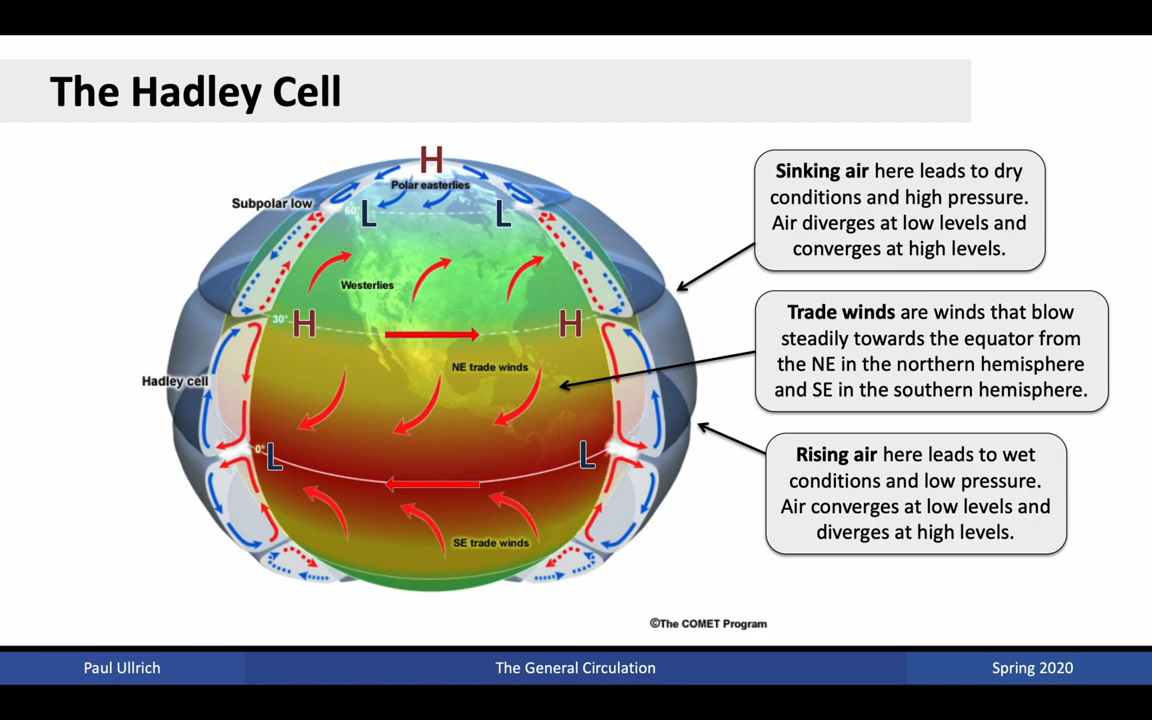 The Hadley Cell
H
Polar easterlies
Subpolar low
60°
L
L
Westerlies
30°
H
H
NE trade winds
Hadley cell
0°
L
L
SE trade winds
Sinking air here leads to dry
conditions and high pressure.
Air diverges at low levels and
converges at high levels.
Trade winds are winds that blow
steadily towards the equator from
the NE in the northern hemisphere
and SE in the southern hemisphere.
Rising air here leads to wet
conditions and low pressure.
Air converges at low levels and
diverges at high levels.
©The COMET Program
Paul Ullrich
The General Circulation
Spring 2020